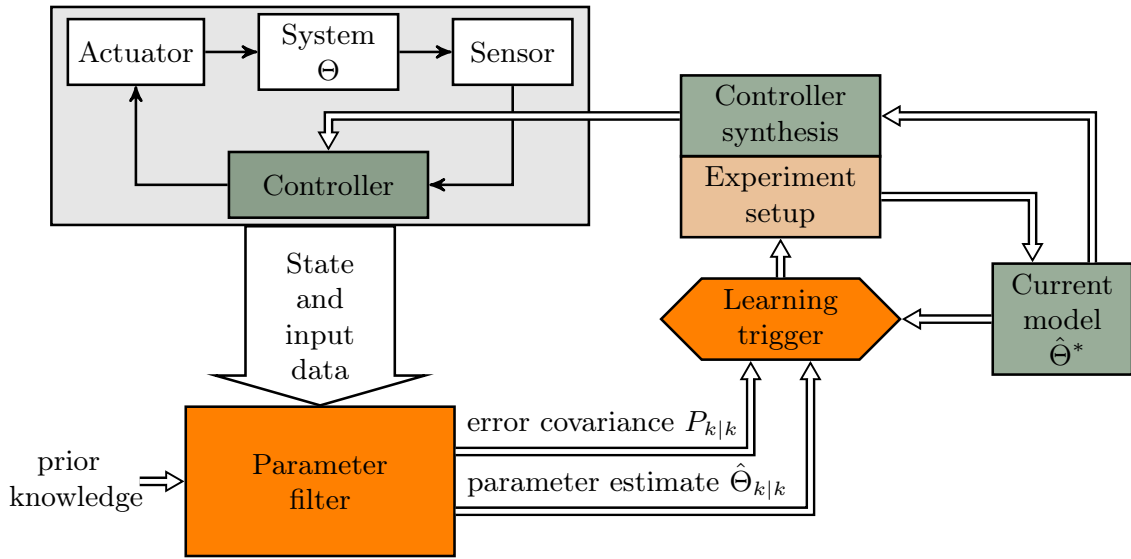 Actuator
System
Θ
Sensor
Controller
Controller
synthesis
Experiment
setup
State
and
input
data
Learning
trigger
Current
model
Θ̂*
error covariance P_{k|k}
prior
knowledge
Parameter
filter
parameter estimate Θ̂_{k|k}